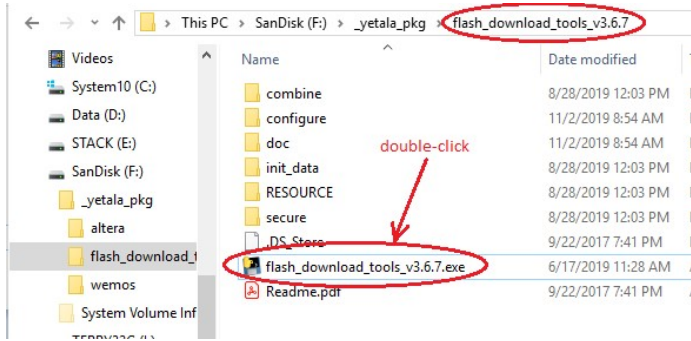 This PC > SanDisk (F:) > _yetala_pkg > flash_download_tools_v3.6.7
Videos
System10 (C:)
Data (D:)
STACK (E:)
SanDisk (F:)
_yetala_pkg
altera
flash_download_t
wemos
System Volume Inf
Name Date modified
combine 8/28/2019 12:03 PM
configure 11/2/2019 8:54 AM
doc 11/2/2019 8:54 AM
double-click
init_data 8/28/2019 12:03 PM
RESOURCE 8/28/2019 12:03 PM
secure 8/28/2019 12:03 PM
.DS_Store 9/22/2017 7:41 PM
flash_download_tools_v3.6.7.exe 6/17/2019 11:28 AM
Readme.pdf 9/22/2017 7:41 PM